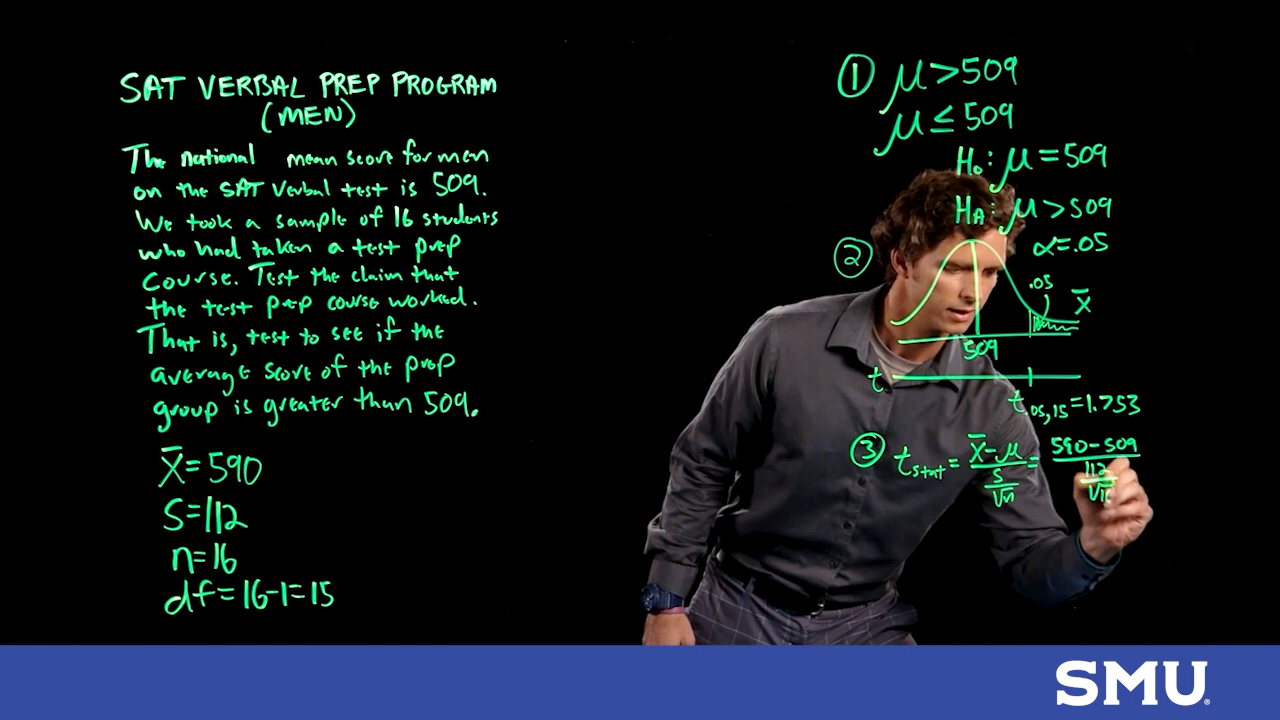 SAT VERBAL PREP PROGRAM
(MEN)
The national mean score for men
on the SAT Verbal test is 509.
We took a sample of 16 students
who had taken a test prep
course. Test the claim that
the test prep course worked.
That is, test to see if the
average score of the prep
group is greater than 509.
x̄ = 590
S = 112
n = 16
df = 16-1 = 15
① μ > 509
μ ≤ 509
H₀: μ = 509
H_A: μ > 509
α = .05
②
.05
x̄
509
t
t.05,15 = 1.753
③ t_stat = (x̄ - μ) / (s/√n) = (590 - 509) / (112/√16)
SMU